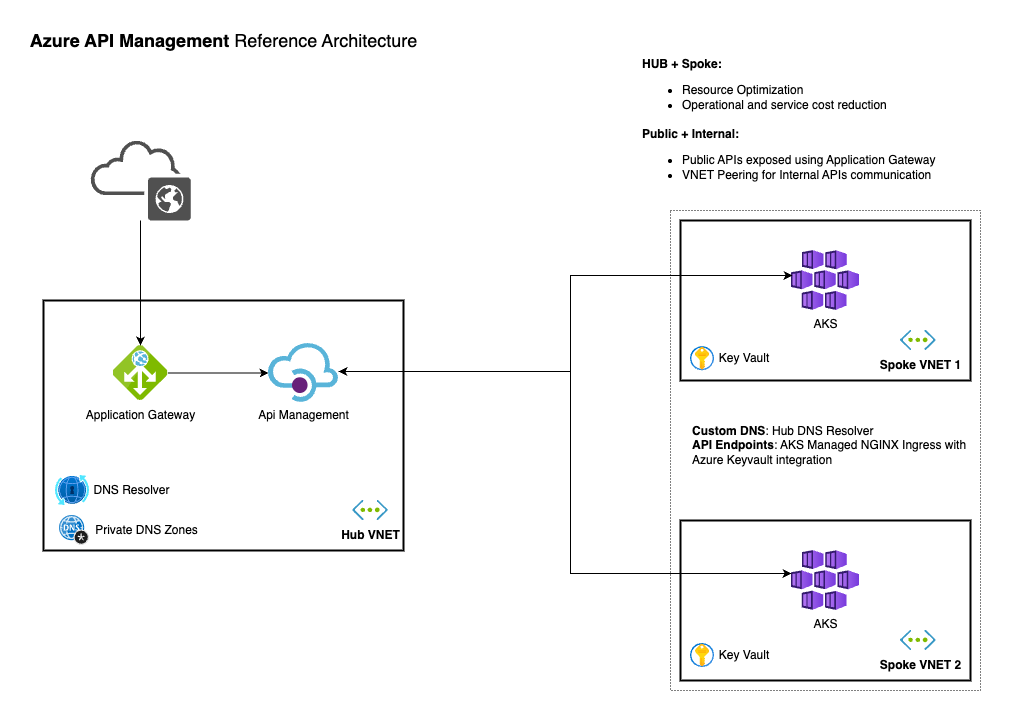 Azure API Management Reference Architecture
HUB + Spoke:
• Resource Optimization
• Operational and service cost reduction
Public + Internal:
• Public APIs exposed using Application Gateway
• VNET Peering for Internal APIs communication
AKS
Key Vault
Spoke VNET 1
Application Gateway
Api Management
DNS Resolver
DNS
Private DNS Zones
Hub VNET
Custom DNS: Hub DNS Resolver
API Endpoints: AKS Managed NGINX Ingress with
Azure Keyvault integration
AKS
Key Vault
Spoke VNET 2